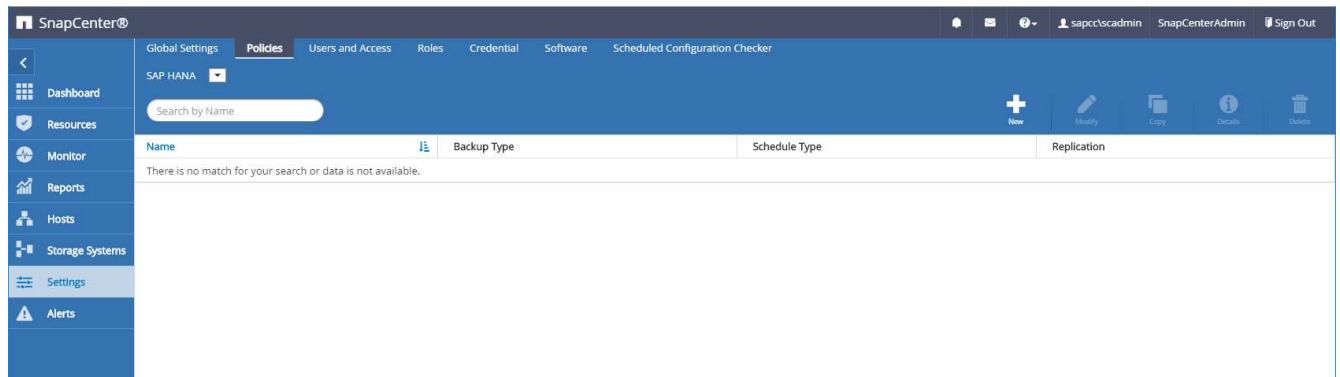 SnapCenter® sapcc\scadmin SnapCenterAdmin Sign Out
Global Settings Policies Users and Access Roles Credential Software Scheduled Configuration Checker
SAP HANA
Dashboard
Search by Name
New Modify Copy Details Delete
Resources
Name Backup Type Schedule Type Replication
Monitor
There is no match for your search or data is not available.
Reports
Hosts
Storage Systems
Settings
Alerts